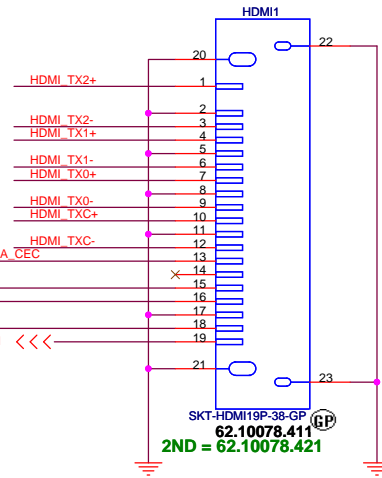 HDMI1
20
22
HDMI_TX2+
1
2
HDMI_TX2-
3
HDMI_TX1+
4
5
HDMI_TX1-
6
HDMI_TX0+
7
8
HDMI_TX0-
9
HDMI_TXC+
10
11
HDMI_TXC-
12
A_CEC
13
14
15
16
17
18
19
21
23
SKT-HDMI19P-38-GP
GP
62.10078.411
2ND = 62.10078.421